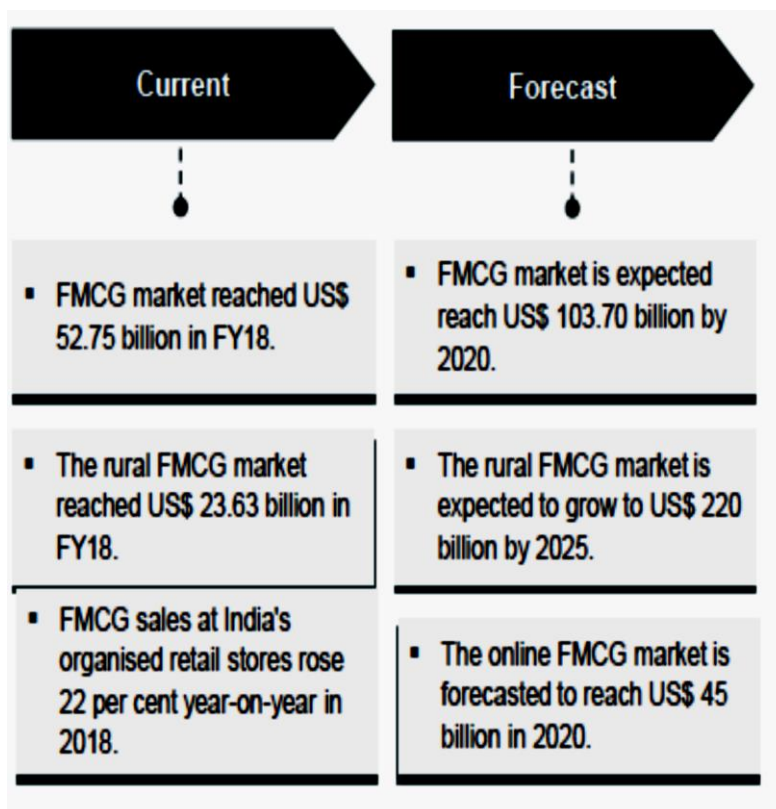 Current
Forecast
▪ FMCG market reached US$
52.75 billion in FY18.
▪ FMCG market is expected
reach US$ 103.70 billion by
2020.
▪ The rural FMCG market
reached US$ 23.63 billion in
FY18.
▪ The rural FMCG market is
expected to grow to US$ 220
billion by 2025.
▪ FMCG sales at India's
organised retail stores rose
22 per cent year-on-year in
2018.
▪ The online FMCG market is
forecasted to reach US$ 45
billion in 2020.